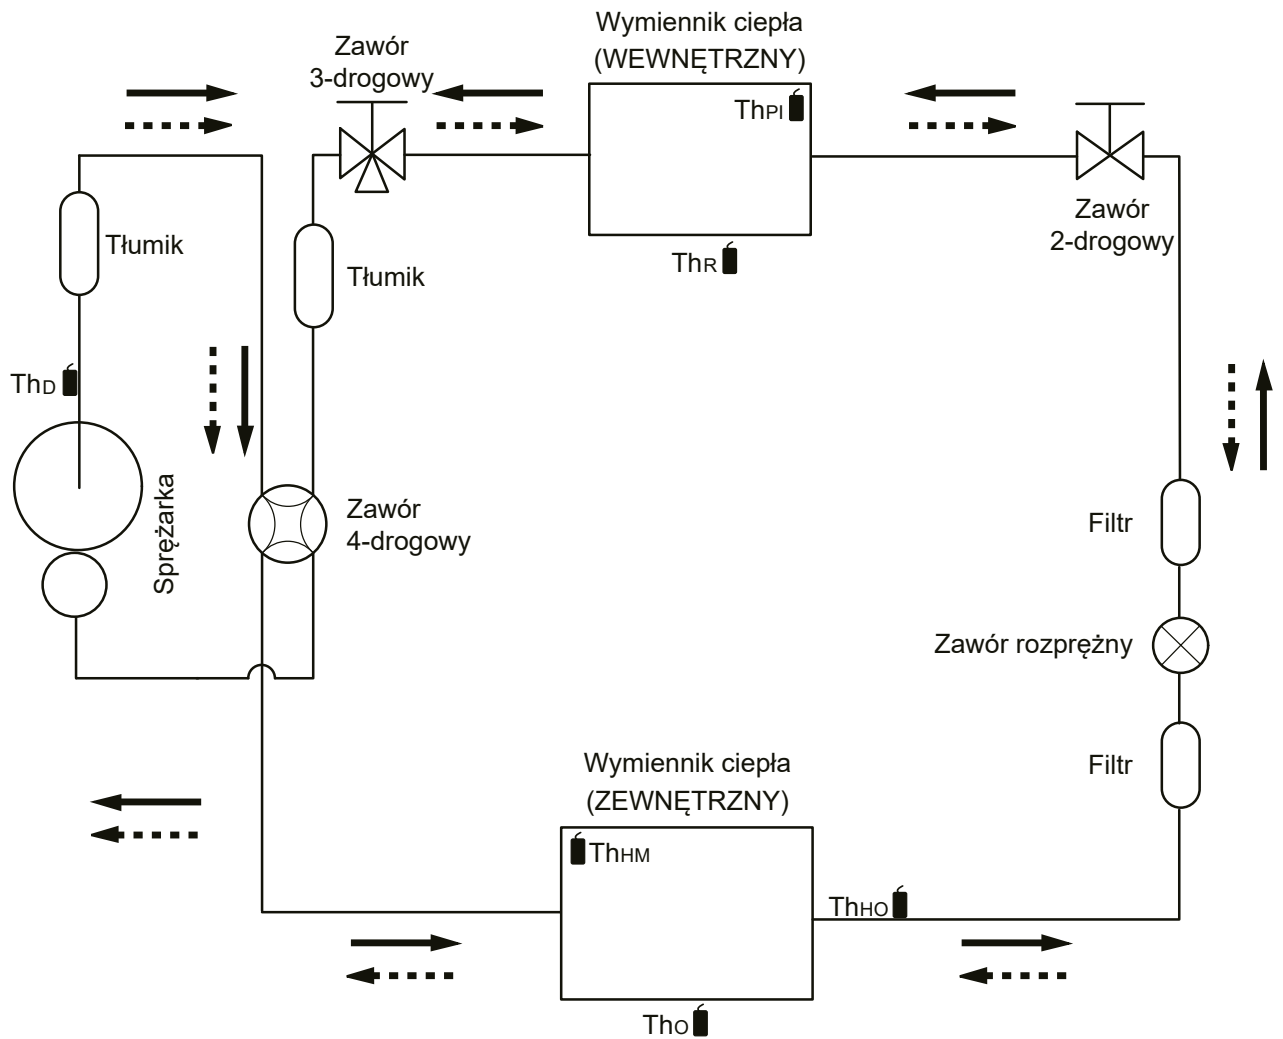 Wymiennik ciepła
(WEWNĘTRZNY)
Zawór
3-drogowy
ThPI
Zawór
2-drogowy
Tłumik
Tłumik
ThR
ThD
Sprężarka
Zawór
4-drogowy
Filtr
Zawór rozprężny
Filtr
Wymiennik ciepła
(ZEWNĘTRZNY)
ThHM
ThHO
ThO